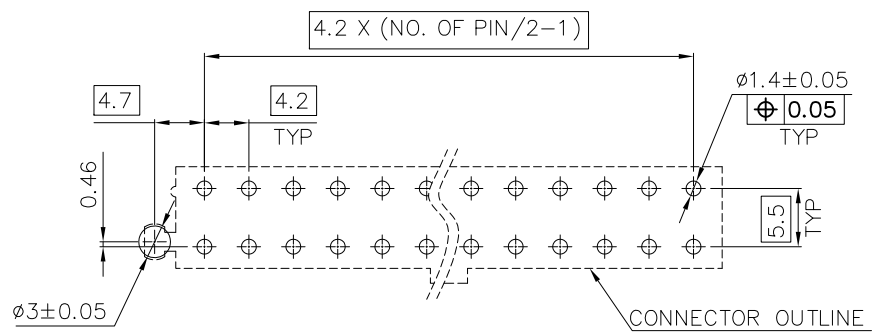 4.2 X (NO. OF PIN/2-1)
4.7
4.2
TYP
ø1.4±0.05
⌖ 0.05
TYP
0.46
5.5
TYP
ø3±0.05
CONNECTOR OUTLINE